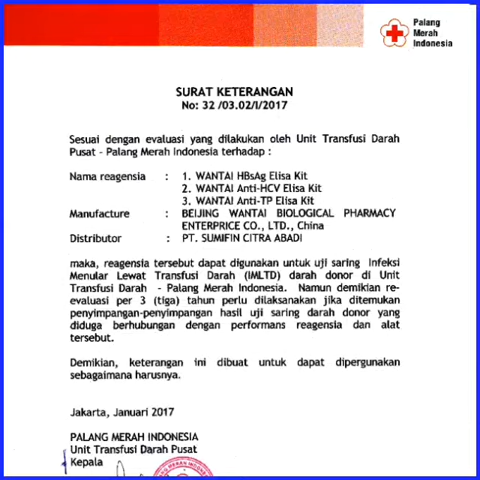 Palang
Merah
Indonesia
SURAT KETERANGAN
No: 32 /03.02/I/2017
Sesuai dengan evaluasi yang dilakukan oleh Unit Transfusi Darah
Pusat - Palang Merah Indonesia terhadap :
Nama reagensia : 1. WANTAI HBsAg Elisa Kit
2. WANTAI Anti-HCV Elisa Kit
3. WANTAI Anti-TP Elisa Kit
Manufacture : BEIJING WANTAI BIOLOGICAL PHARMACY
ENTERPRICE CO., LTD., China
Distributor : PT. SUMIFIN CITRA ABADI
maka, reagensia tersebut dapat digunakan untuk uji saring Infeksi
Menular Lewat Transfusi Darah (IMLTD) darah donor di Unit
Transfusi Darah - Palang Merah Indonesia. Namun demikian re-
evaluasi per 3 (tiga) tahun perlu dilaksanakan jika ditemukan
penyimpangan-penyimpangan hasil uji saring darah donor yang
diduga berhubungan dengan performans reagensia dan alat
tersebut.
Demikian, keterangan ini dibuat untuk dapat dipergunakan
sebagaimana harusnya.
Jakarta, Januari 2017
PALANG MERAH INDONESIA
Unit Transfusi Darah Pusat
Kepala